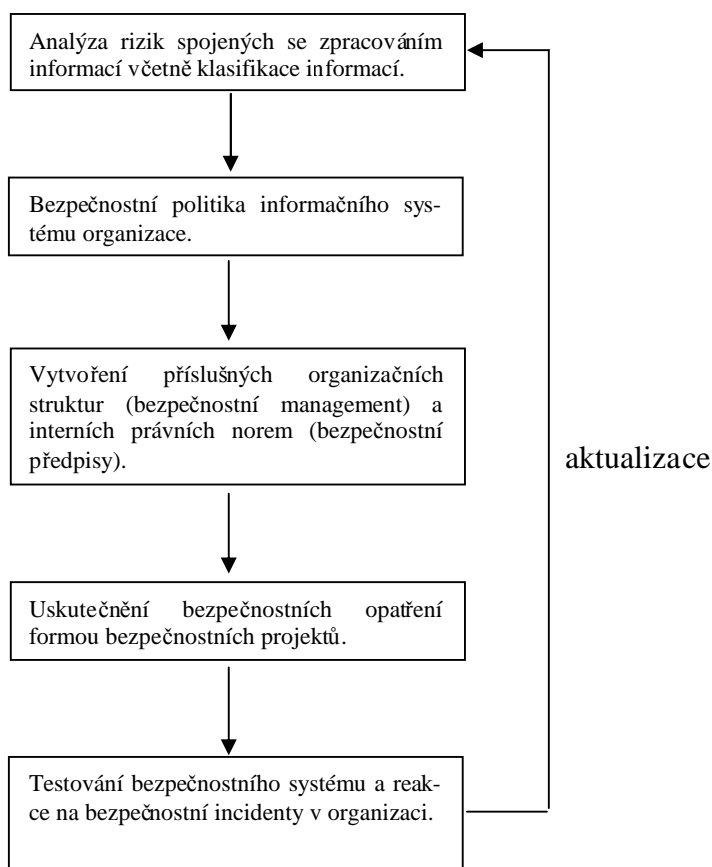 Analýza rizik spojených se zpracováním
informací včetně klasifikace informací.
Bezpečnostní politika informačního sys-
tému organizace.
Vytvoření příslušných organizačních
struktur (bezpečnostní management) a
interních právních norem (bezpečnostní
předpisy).
aktualizace
Uskutečnění bezpečnostních opatření
formou bezpečnostních projektů.
Testování bezpečnostního systému a reak-
ce na bezpečnostní incidenty v organizaci.